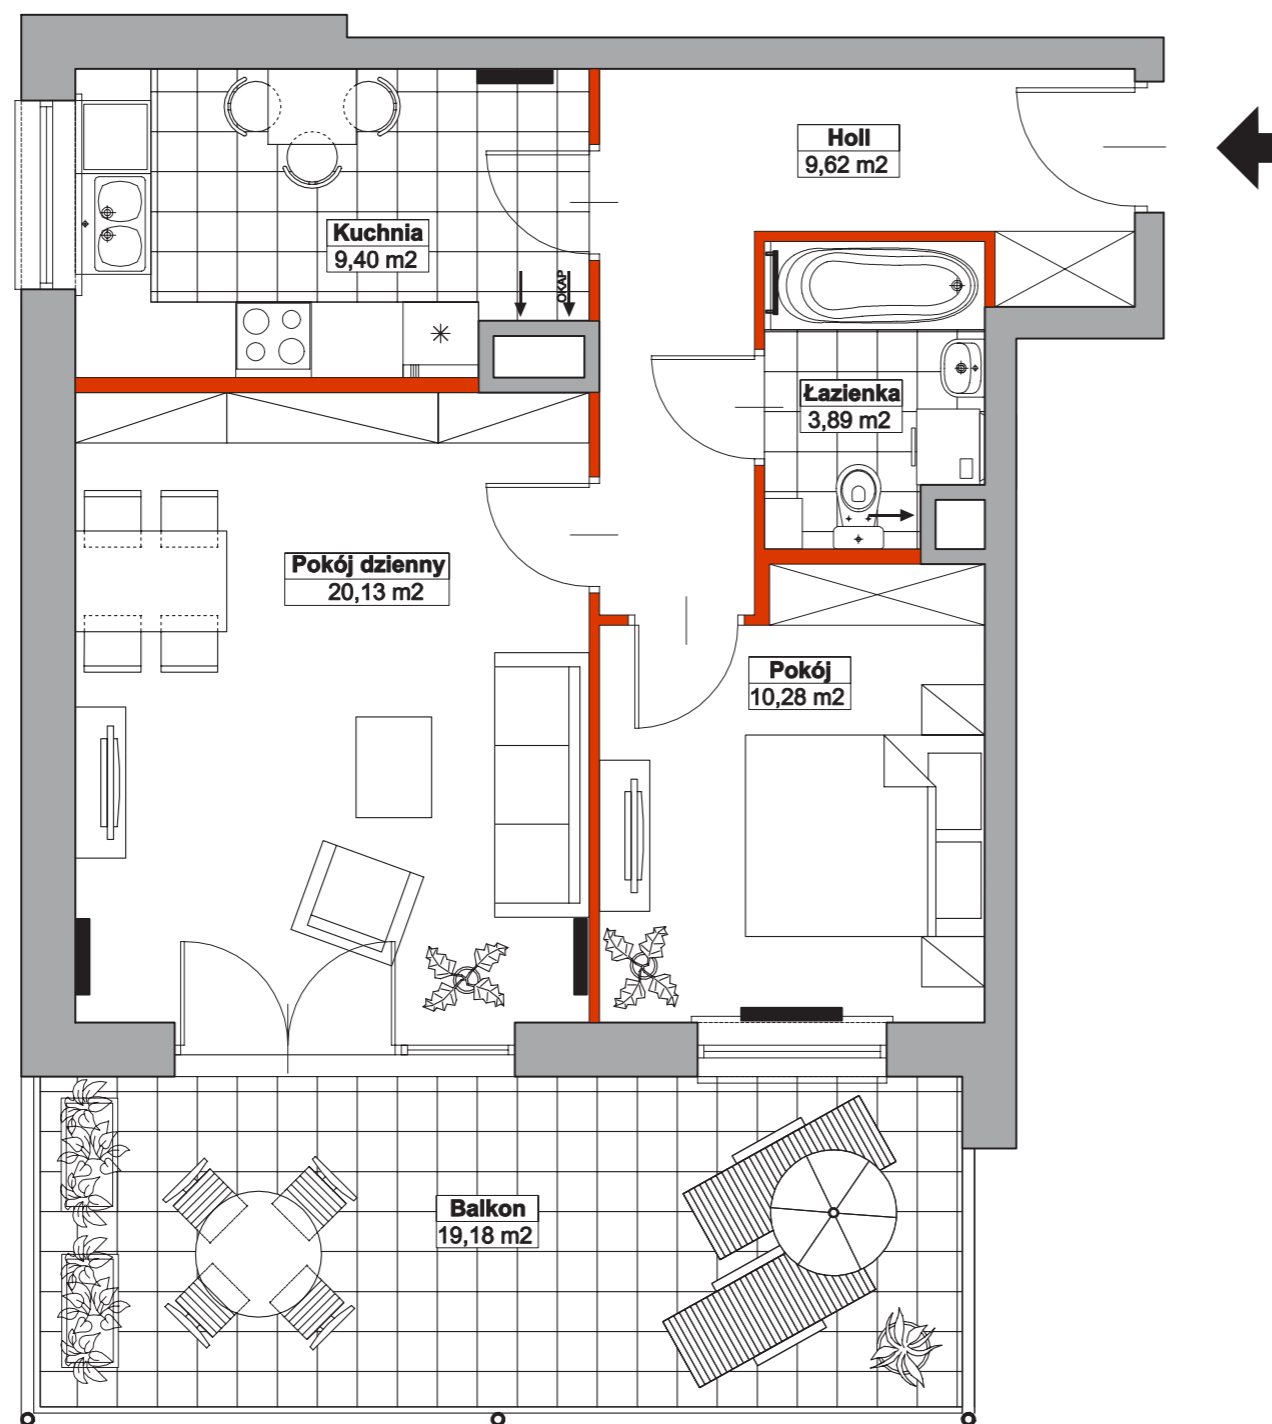 Holl
9,62 m2
Kuchnia
9,40 m2
OKAP
Łazienka
3,89 m2
Pokój dzienny
20,13 m2
Pokój
10,28 m2
Balkon
19,18 m2